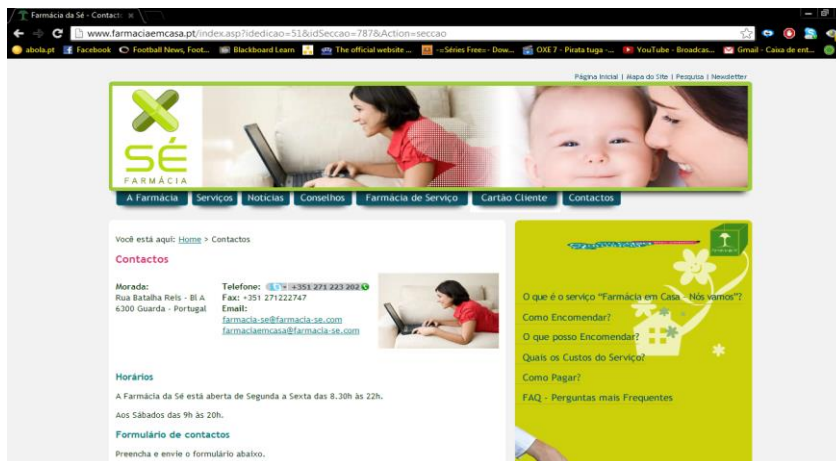 Farmácia da Sé - Contacto
www.farmaciaemcasa.pt/index.asp?idedicao=51&idSeccao=787&Action=seccao
abola.pt Facebook Football News, Foot... Blackboard Learn The official website ... -=Séries Free=- Dow... OXE 7 - Pirata tuga -... YouTube - Broadcas... Gmail - Caixa de ent...
Página Inicial | Mapa do Site | Pesquisa | Newsletter
SÉ
FARMÁCIA
A Farmácia Serviços Notícias Conselhos Farmácia de Serviço Cartão Cliente Contactos
Você está aqui: Home > Contactos
Contactos
Morada:
Rua Batalha Reis - Bl A
6300 Guarda - Portugal
Telefone: +351 271 223 202
Fax: +351 271222747
Email:
farmacia-se@farmacia-se.com
farmaciaemcasa@farmacia-se.com
Horários
A Farmácia da Sé está aberta de Segunda a Sexta das 8.30h às 22h.
Aos Sábados das 9h às 20h.
Formulário de contactos
Preencha e envie o formulário abaixo.
O que é o serviço "Farmácia em Casa - Nós vamos"?
Como Encomendar?
O que posso Encomendar?
Quais os Custos do Serviço?
Como Pagar?
FAQ - Perguntas mais Frequentes